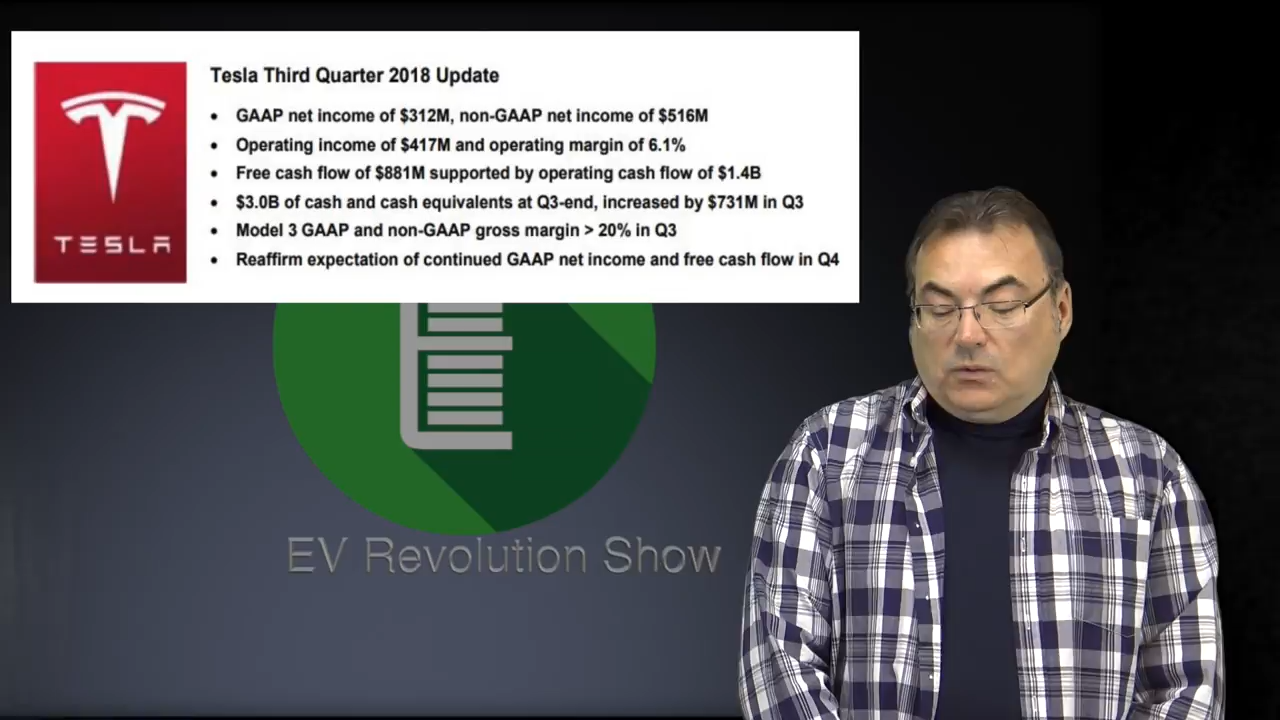 Tesla Third Quarter 2018 Update
• GAAP net income of $312M, non-GAAP net income of $516M
• Operating income of $417M and operating margin of 6.1%
• Free cash flow of $881M supported by operating cash flow of $1.4B
• $3.0B of cash and cash equivalents at Q3-end, increased by $731M in Q3
• Model 3 GAAP and non-GAAP gross margin > 20% in Q3
• Reaffirm expectation of continued GAAP net income and free cash flow in Q4
TESLA
EV Revolution Show